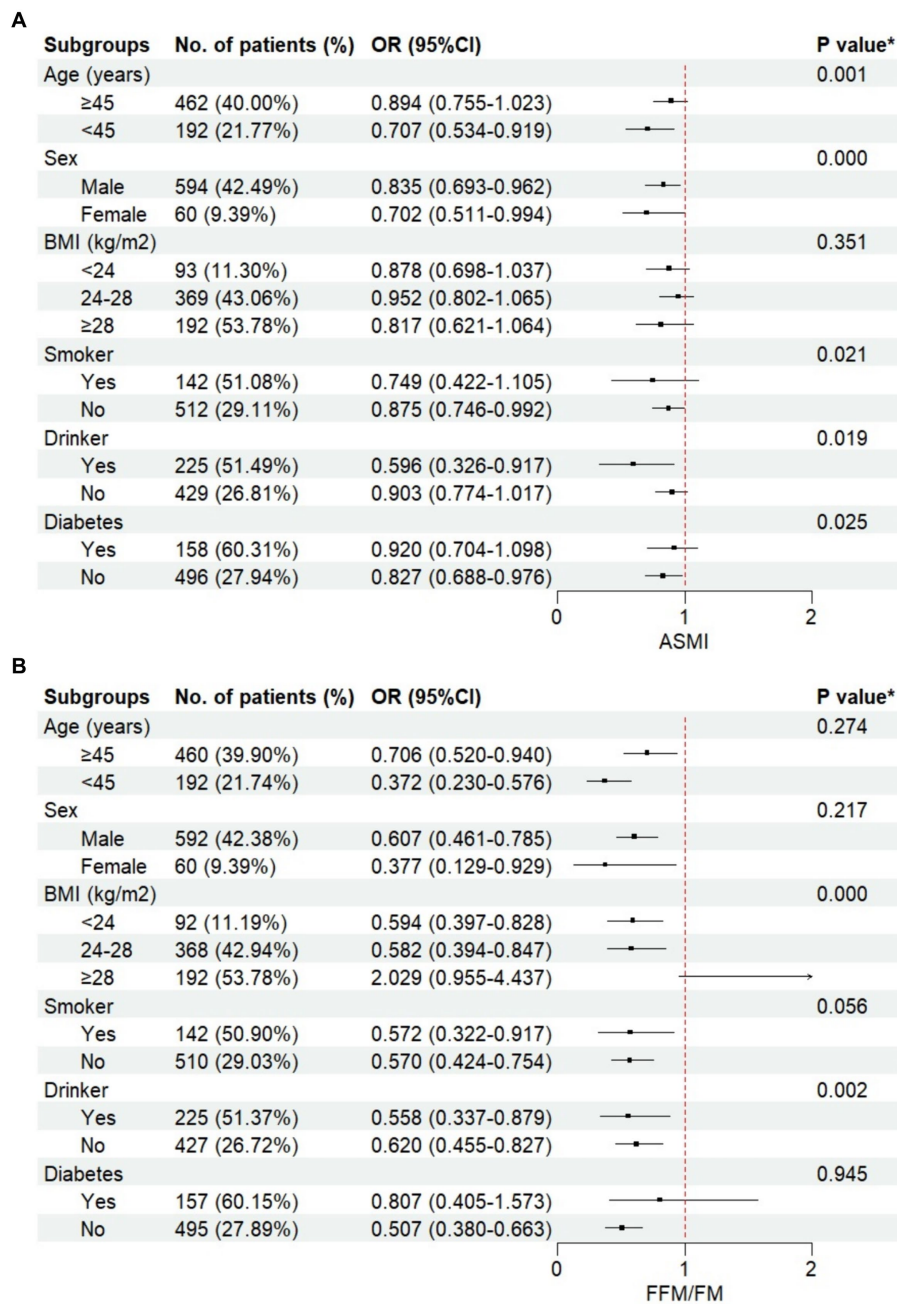 A
Subgroups No. of patients (%) OR (95%CI) P value*
Age (years) 0.001
≥45 462 (40.00%) 0.894 (0.755-1.023)
<45 192 (21.77%) 0.707 (0.534-0.919)
Sex 0.000
Male 594 (42.49%) 0.835 (0.693-0.962)
Female 60 (9.39%) 0.702 (0.511-0.994)
BMI (kg/m2) 0.351
<24 93 (11.30%) 0.878 (0.698-1.037)
24-28 369 (43.06%) 0.952 (0.802-1.065)
≥28 192 (53.78%) 0.817 (0.621-1.064)
Smoker 0.021
Yes 142 (51.08%) 0.749 (0.422-1.105)
No 512 (29.11%) 0.875 (0.746-0.992)
Drinker 0.019
Yes 225 (51.49%) 0.596 (0.326-0.917)
No 429 (26.81%) 0.903 (0.774-1.017)
Diabetes 0.025
Yes 158 (60.31%) 0.920 (0.704-1.098)
No 496 (27.94%) 0.827 (0.688-0.976)
0 1 2
ASMI
B
Subgroups No. of patients (%) OR (95%CI) P value*
Age (years) 0.274
≥45 460 (39.90%) 0.706 (0.520-0.940)
<45 192 (21.74%) 0.372 (0.230-0.576)
Sex 0.217
Male 592 (42.38%) 0.607 (0.461-0.785)
Female 60 (9.39%) 0.377 (0.129-0.929)
BMI (kg/m2) 0.000
<24 92 (11.19%) 0.594 (0.397-0.828)
24-28 368 (42.94%) 0.582 (0.394-0.847)
≥28 192 (53.78%) 2.029 (0.955-4.437)
Smoker 0.056
Yes 142 (50.90%) 0.572 (0.322-0.917)
No 510 (29.03%) 0.570 (0.424-0.754)
Drinker 0.002
Yes 225 (51.37%) 0.558 (0.337-0.879)
No 427 (26.72%) 0.620 (0.455-0.827)
Diabetes 0.945
Yes 157 (60.15%) 0.807 (0.405-1.573)
No 495 (27.89%) 0.507 (0.380-0.663)
0 1 2
FFM/FM